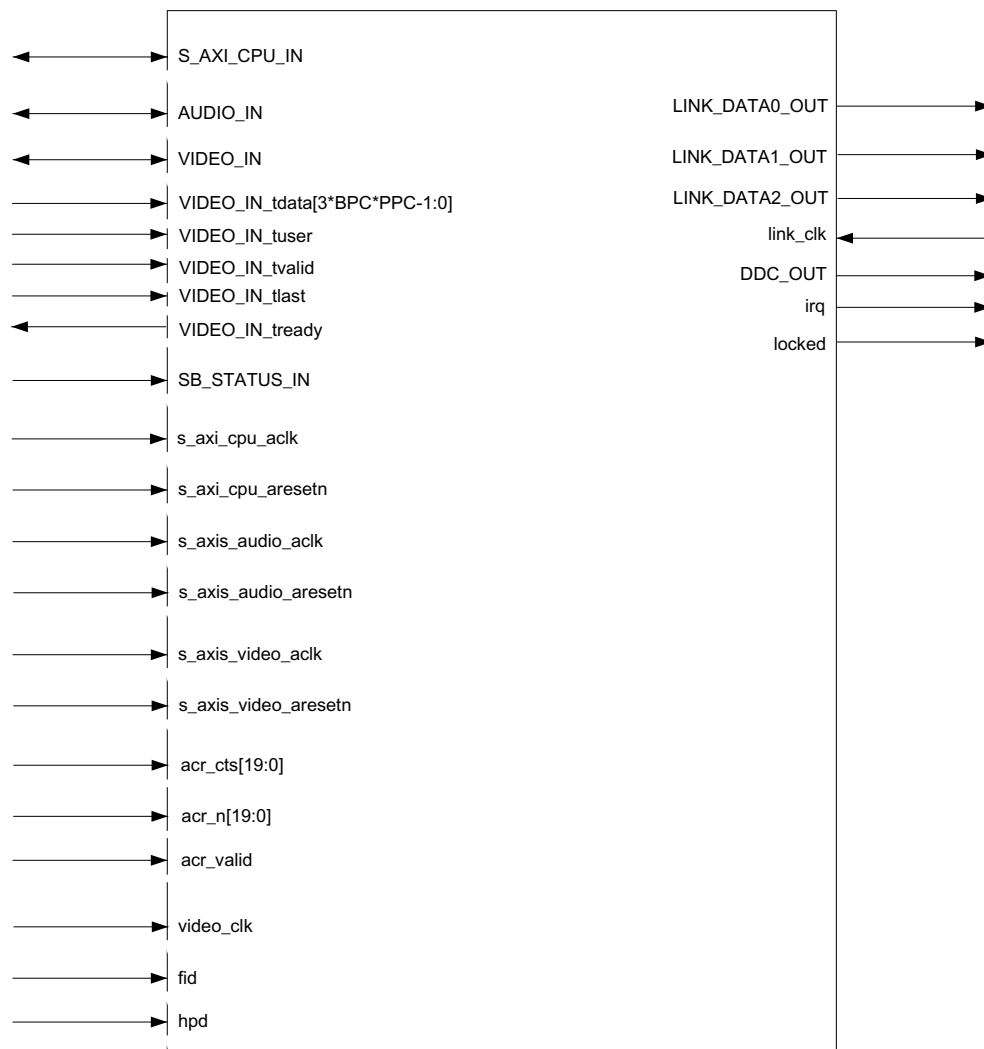 S_AXI_CPU_IN
AUDIO_IN
VIDEO_IN
VIDEO_IN_tdata[3*BPC*PPC-1:0]
VIDEO_IN_tuser
VIDEO_IN_tvalid
VIDEO_IN_tlast
VIDEO_IN_tready
SB_STATUS_IN
s_axi_cpu_aclk
s_axi_cpu_aresetn
s_axis_audio_aclk
s_axis_audio_aresetn
s_axis_video_aclk
s_axis_video_aresetn
acr_cts[19:0]
acr_n[19:0]
acr_valid
video_clk
fid
hpd
LINK_DATA0_OUT
LINK_DATA1_OUT
LINK_DATA2_OUT
link_clk
DDC_OUT
irq
locked